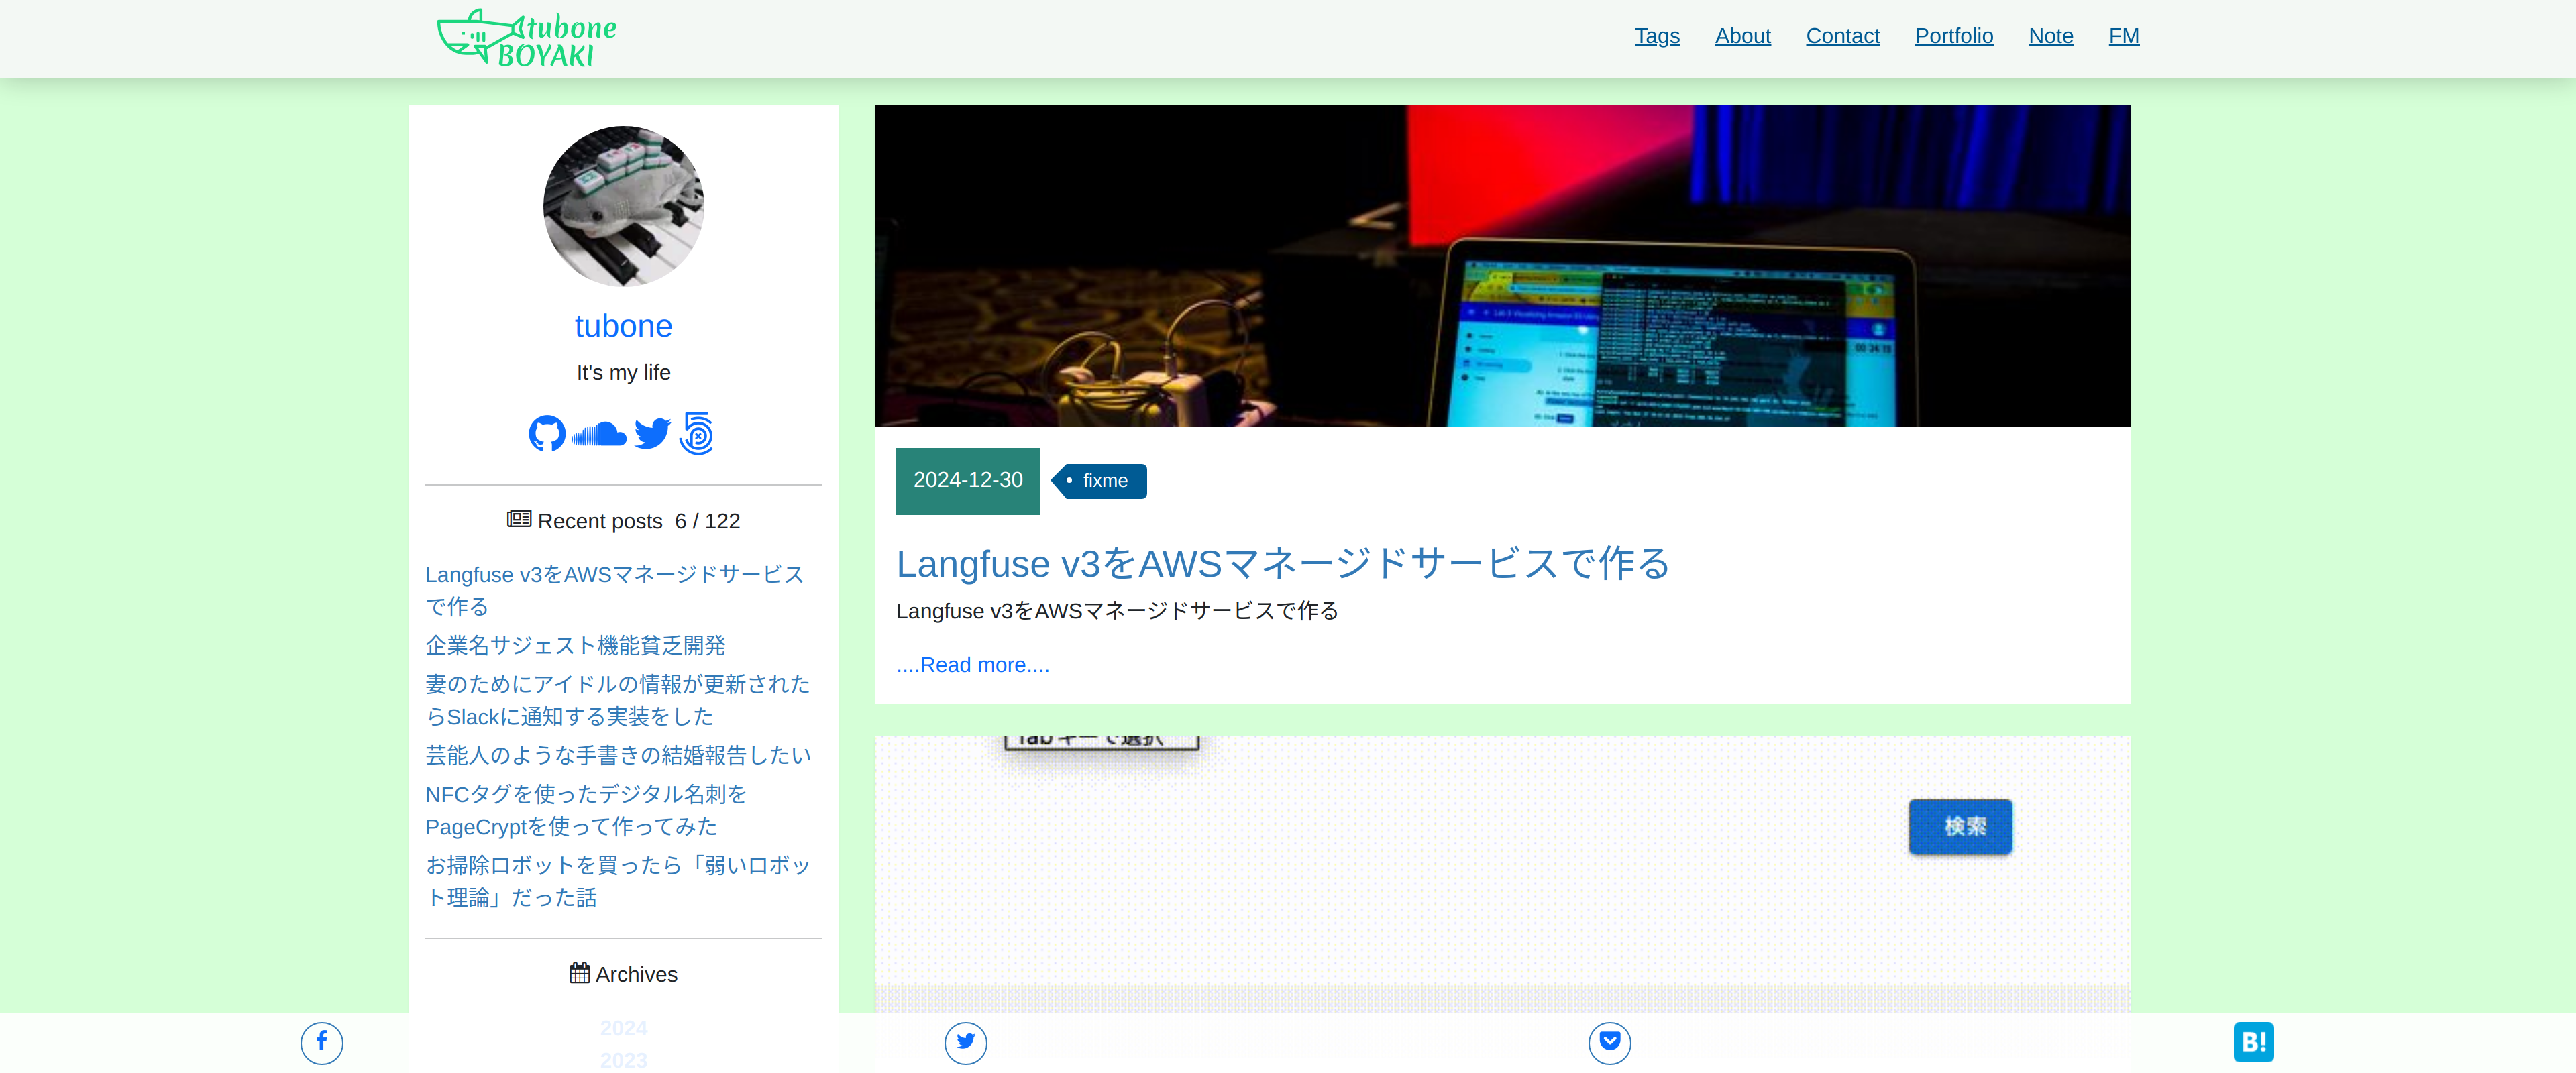 tubone
BOYAKI
Tags About Contact Portfolio Note FM
tubone
It's my life
Recent posts 6 / 122
Langfuse v3をAWSマネージドサービス
で作る
企業名サジェスト機能貧乏開発
妻のためにアイドルの情報が更新された
らSlackに通知する実装をした
芸能人のような手書きの結婚報告したい
NFCタグを使ったデジタル名刺を
PageCryptを使って作ってみた
お掃除ロボットを買ったら「弱いロボッ
ト理論」だった話
Archives
2024
2023
2024-12-30
fixme
Langfuse v3をAWSマネージドサービスで作る
Langfuse v3をAWSマネージドサービスで作る
....Read more....
Tab キーで選択
検索
B!